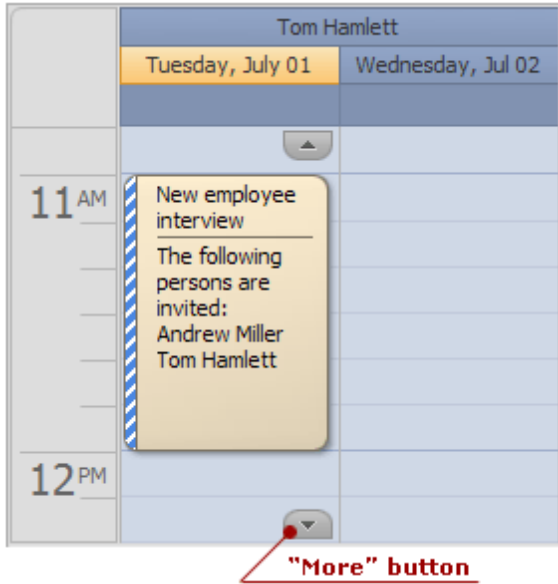 Tom Hamlett
Tuesday, July 01
Wednesday, Jul 02
11 AM
New employee
interview
The following
persons are
invited:
Andrew Miller
Tom Hamlett
12 PM
"More" button